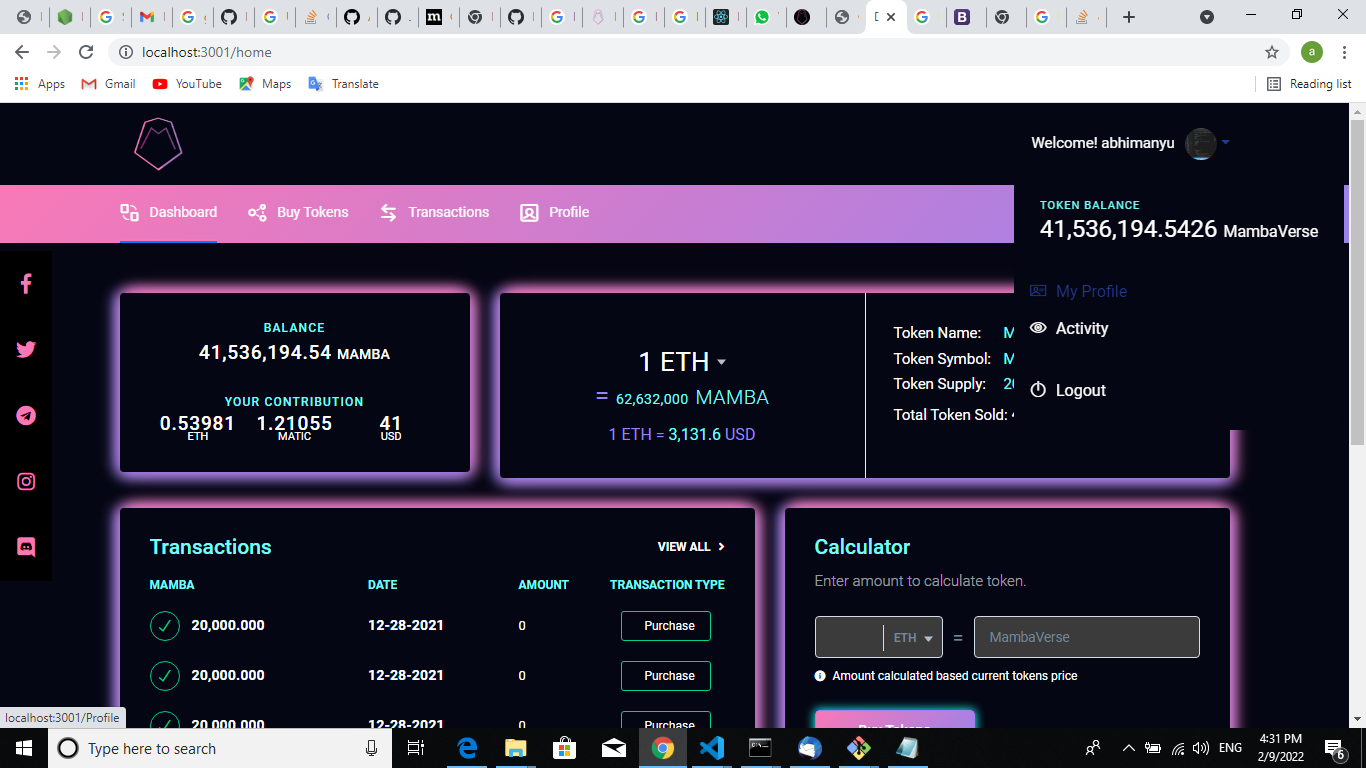 localhost:3001/home
a
Apps Gmail YouTube Maps Translate Reading list
Welcome! abhimanyu
Dashboard Buy Tokens Transactions Profile
TOKEN BALANCE
41,536,194.5426 MambaVerse
My Profile
Activity
Logout
BALANCE
41,536,194.54 MAMBA
YOUR CONTRIBUTION
0.53981 1.21055 41
ETH MATIC USD
1 ETH
= 62,632,000 MAMBA
1 ETH = 3,131.6 USD
Token Name: M
Token Symbol: M
Token Supply: 20
Total Token Sold:
Transactions VIEW ALL
MAMBA DATE AMOUNT TRANSACTION TYPE
20,000.000 12-28-2021 0 Purchase
20,000.000 12-28-2021 0 Purchase
20,000.000 12-28-2021 0 Purchase
Calculator
Enter amount to calculate token.
ETH = MambaVerse
Amount calculated based current tokens price
Buy Tokens
localhost:3001/Profile
Type here to search
ENG
4:31 PM
2/9/2022
6